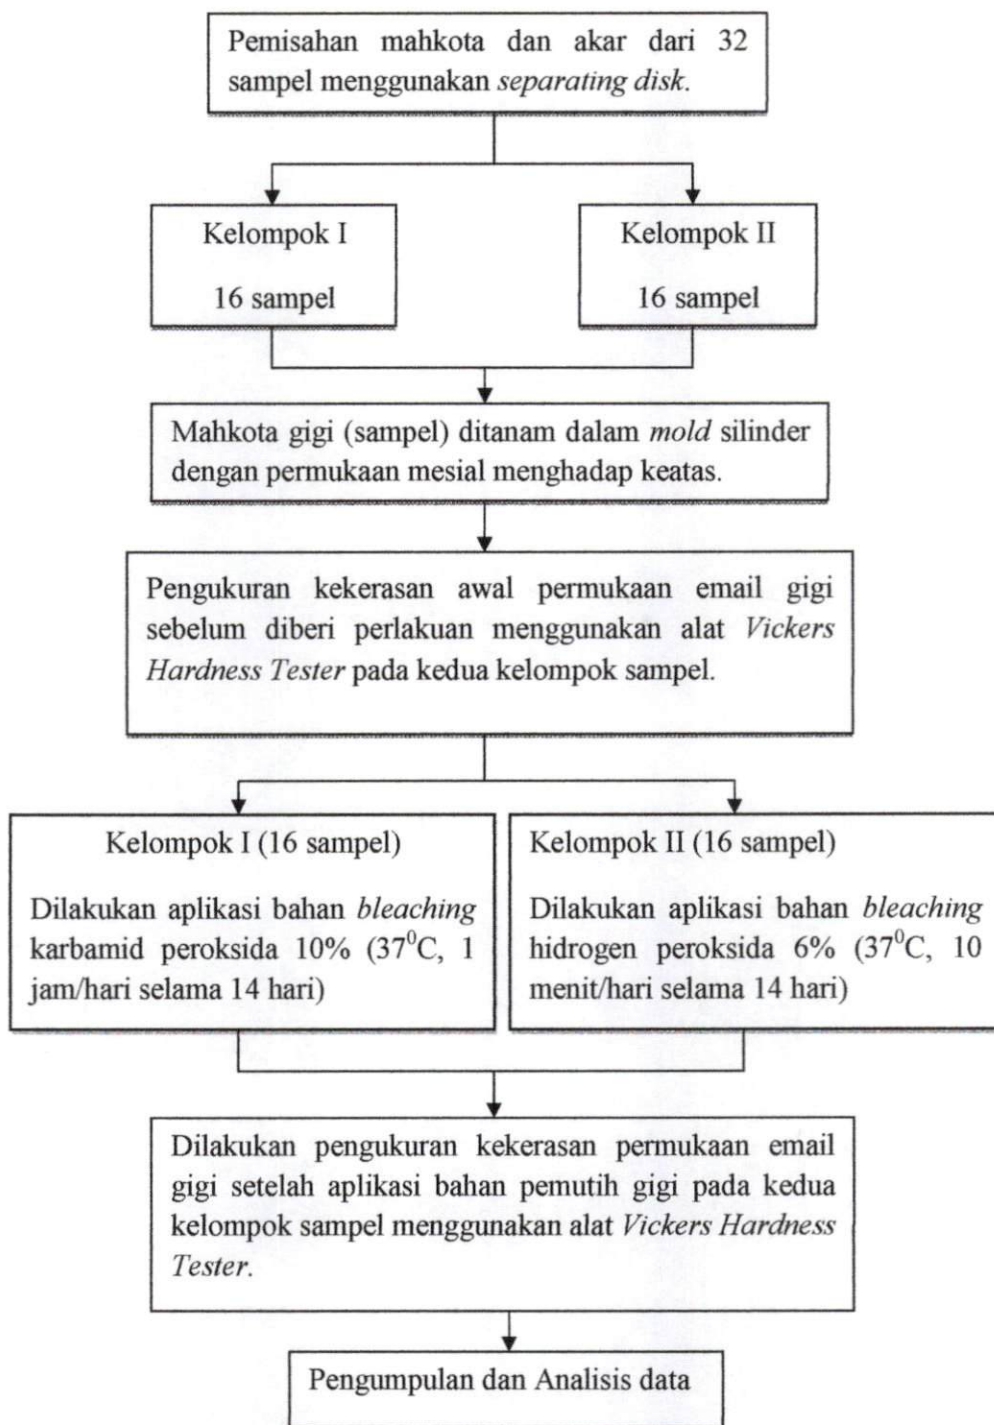 Pemisahan mahkota dan akar dari 32
sampel menggunakan separating disk.
Kelompok I
16 sampel
Kelompok II
16 sampel
Mahkota gigi (sampel) ditanam dalam mold silinder
dengan permukaan mesial menghadap keatas.
Pengukuran kekerasan awal permukaan email gigi
sebelum diberi perlakuan menggunakan alat Vickers
Hardness Tester pada kedua kelompok sampel.
Kelompok I (16 sampel)
Dilakukan aplikasi bahan bleaching
karbamid peroksida 10% (37⁰C, 1
jam/hari selama 14 hari)
Kelompok II (16 sampel)
Dilakukan aplikasi bahan bleaching
hidrogen peroksida 6% (37⁰C, 10
menit/hari selama 14 hari)
Dilakukan pengukuran kekerasan permukaan email
gigi setelah aplikasi bahan pemutih gigi pada kedua
kelompok sampel menggunakan alat Vickers Hardness
Tester.
Pengumpulan dan Analisis data